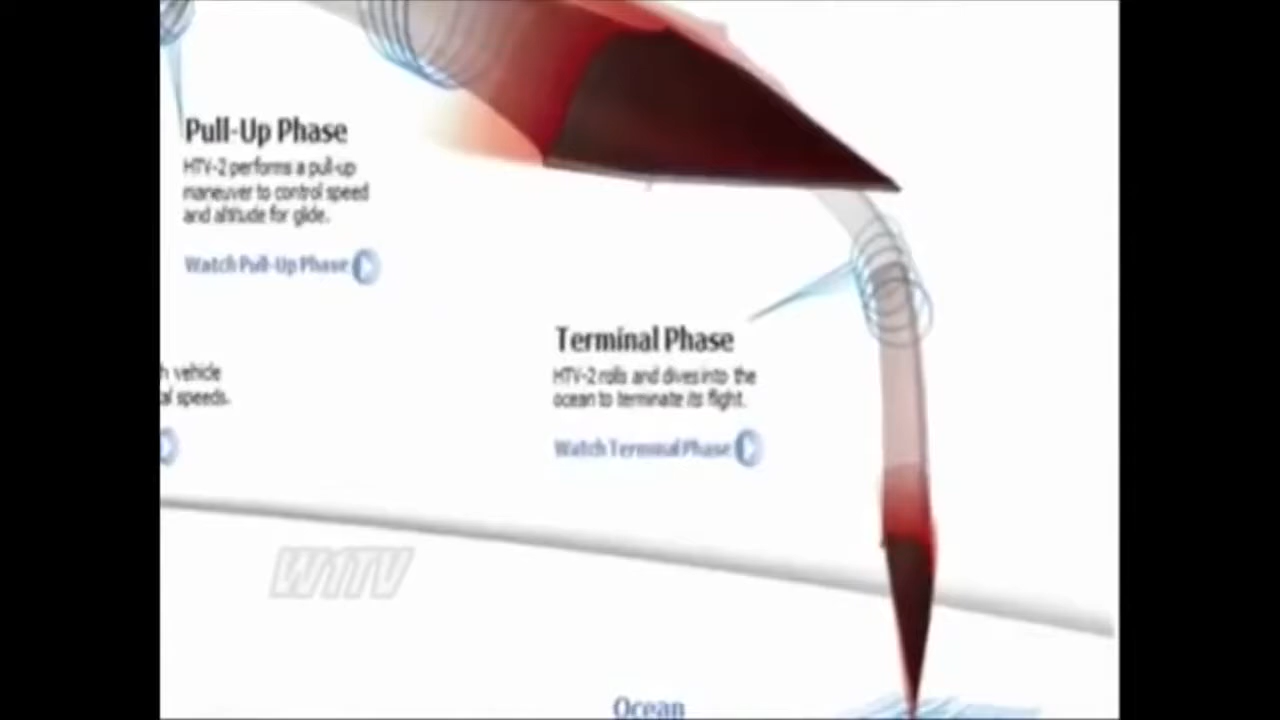 Pull-Up Phase
HTV-2 performs a pull-up
maneuver to control speed
and altitude for glide.
Watch Pull-Up Phase
Terminal Phase
HTV-2 rolls and dives into the
ocean to terminate its flight.
Watch Terminal Phase
vehicle
speeds.
W1TV
Ocean